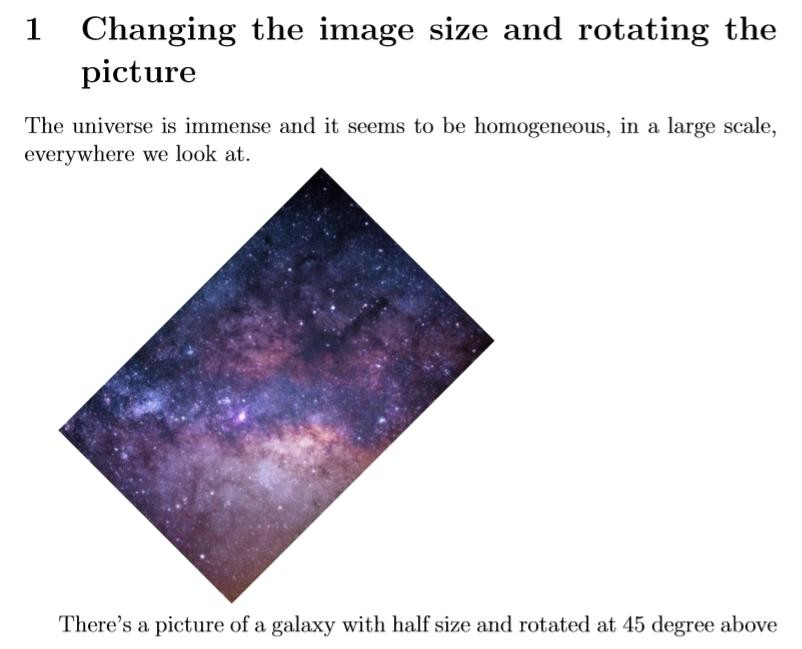 1 Changing the image size and rotating the
picture
The universe is immense and it seems to be homogeneous, in a large scale,
everywhere we look at.
There's a picture of a galaxy with half size and rotated at 45 degree above